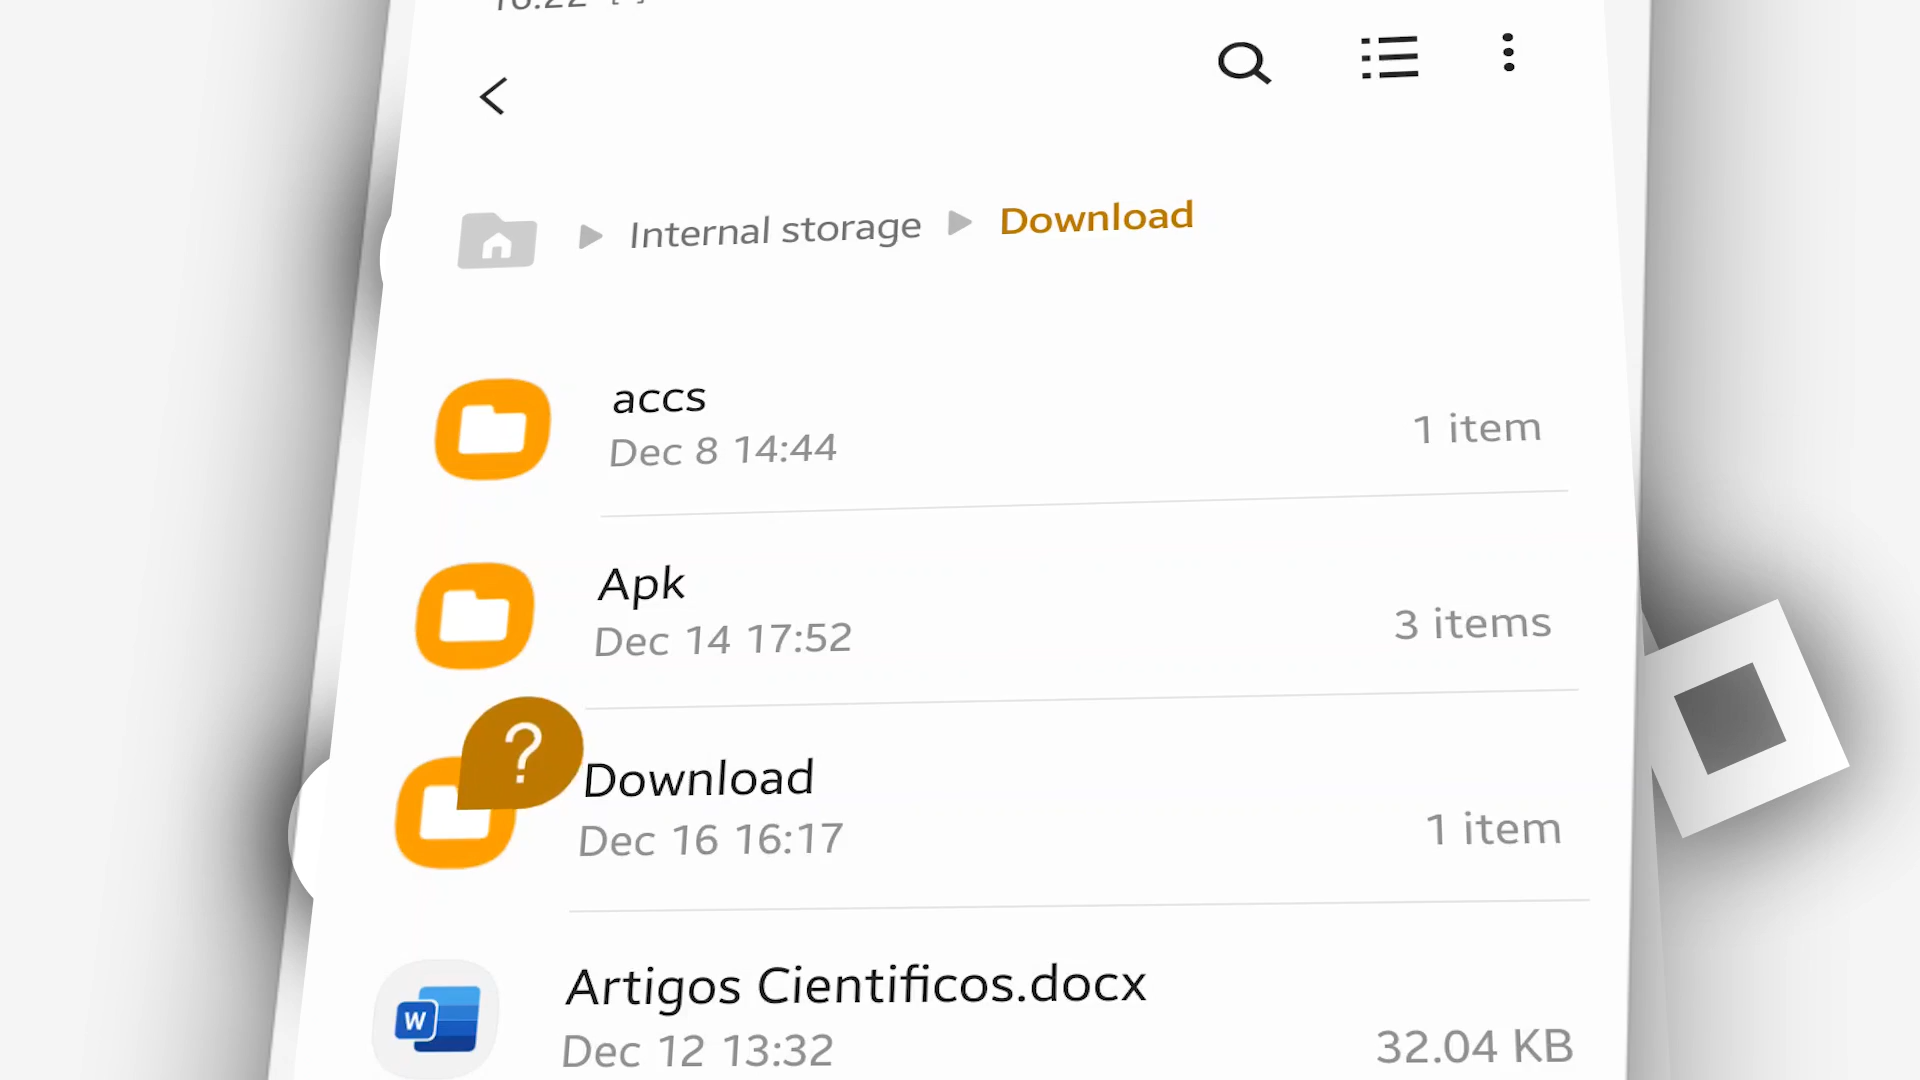 Internal storage Download
accs
Dec 8 14:44
1 item
Apk
Dec 14 17:52
3 items
?
Download
Dec 16 16:17
1 item
W
Artigos Cientificos.docx
Dec 12 13:32
32.04 KB